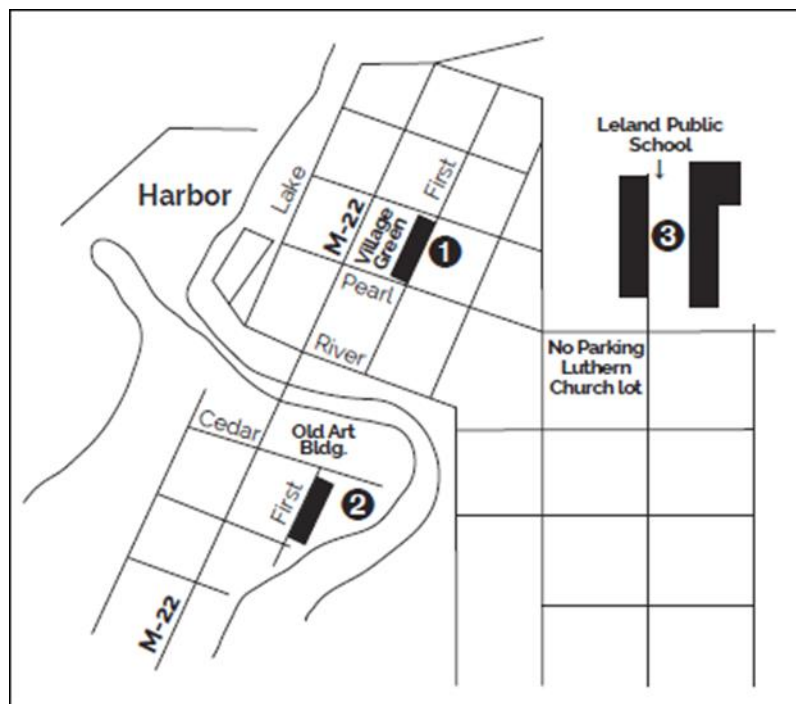 Leland Public
School
Harbor
Lake
First
M-22
Village
Green
1
3
Pearl
River
No Parking
Luthern
Church lot
Cedar
Old Art
Bldg.
First
2
M-22